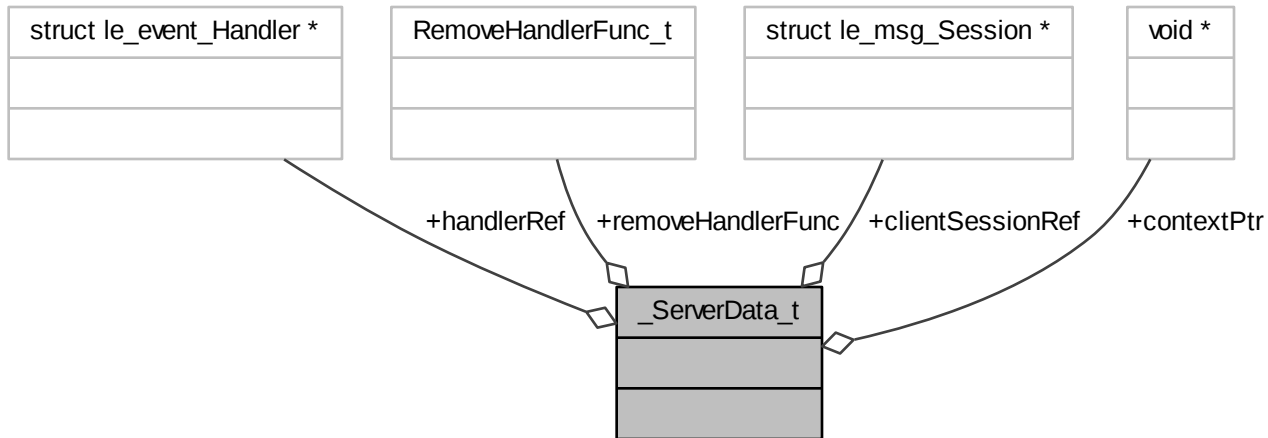 struct le_event_Handler *
RemoveHandlerFunc_t
struct le_msg_Session *
void *
+handlerRef
+removeHandlerFunc
+clientSessionRef
+contextPtr
_ServerData_t